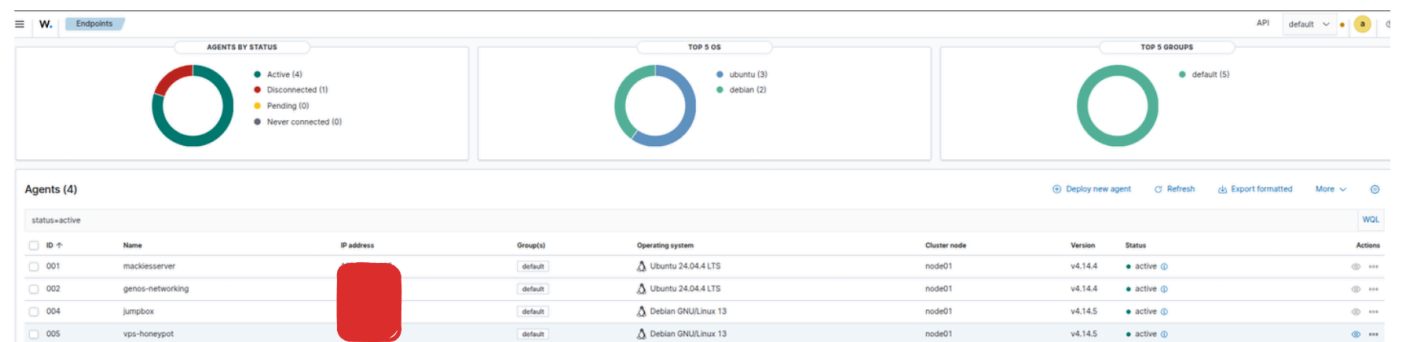 W. Endpoints API default a
AGENTS BY STATUS TOP 5 OS TOP 5 GROUPS
Active (4) ubuntu (3) default (5)
Disconnected (1) debian (2)
Pending (0)
Never connected (0)
Agents (4) Deploy new agent Refresh Export formatted More
status=active WQL
ID Name IP address Group(s) Operating system Cluster node Version Status Actions
001 mackiesserver default Ubuntu 24.04.4 LTS node01 v4.14.4 active
002 genos-networking default Ubuntu 24.04.4 LTS node01 v4.14.4 active
004 jumpbox default Debian GNU/Linux 13 node01 v4.14.5 active
005 vps-honeypot default Debian GNU/Linux 13 node01 v4.14.5 active